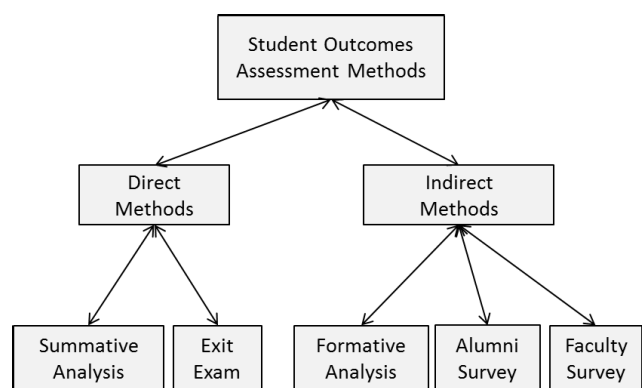 Student Outcomes
Assessment Methods
Direct
Methods
Indirect
Methods
Summative
Analysis
Exit
Exam
Formative
Analysis
Alumni
Survey
Faculty
Survey